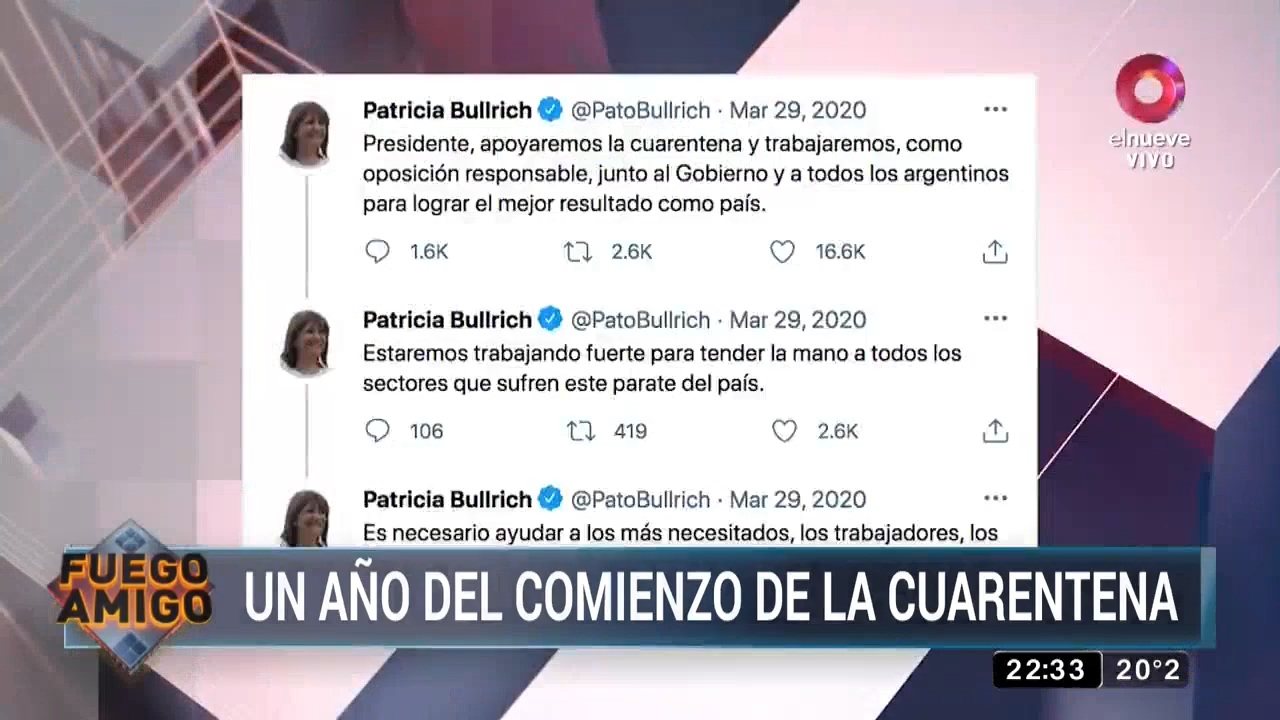 Patricia Bullrich @PatoBullrich · Mar 29, 2020
Presidente, apoyaremos la cuarentena y trabajaremos, como
oposición responsable, junto al Gobierno y a todos los argentinos
para lograr el mejor resultado como país.
1.6K 2.6K 16.6K
Patricia Bullrich @PatoBullrich · Mar 29, 2020
Estaremos trabajando fuerte para tender la mano a todos los
sectores que sufren este parate del país.
106 419 2.6K
Patricia Bullrich @PatoBullrich · Mar 29, 2020
Es necesario ayudar a los más necesitados, los trabajadores, los
elnueve
VIVO
FUEGO
AMIGO
UN AÑO DEL COMIENZO DE LA CUARENTENA
22:33 20°2